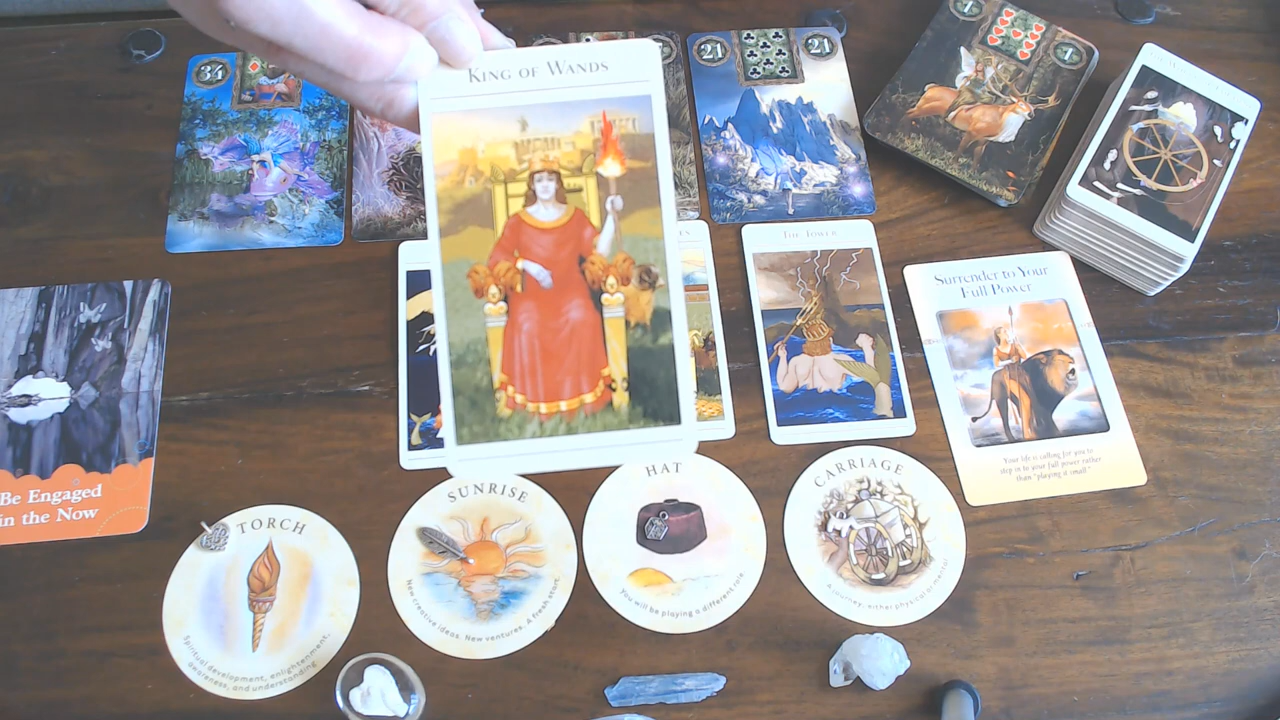 34
21
21
KING OF WANDS
THE TOWER
Surrender to Your
Full Power
Your life is calling for you to
step in to your full power rather
than "playing it small."
Be Engaged
in the Now
TORCH
Spiritual development, enlightenment,
awareness, and understanding
SUNRISE
New creative ideas. New ventures. A fresh start.
HAT
You will be playing a different role
CARRIAGE
A journey, either physical or mental